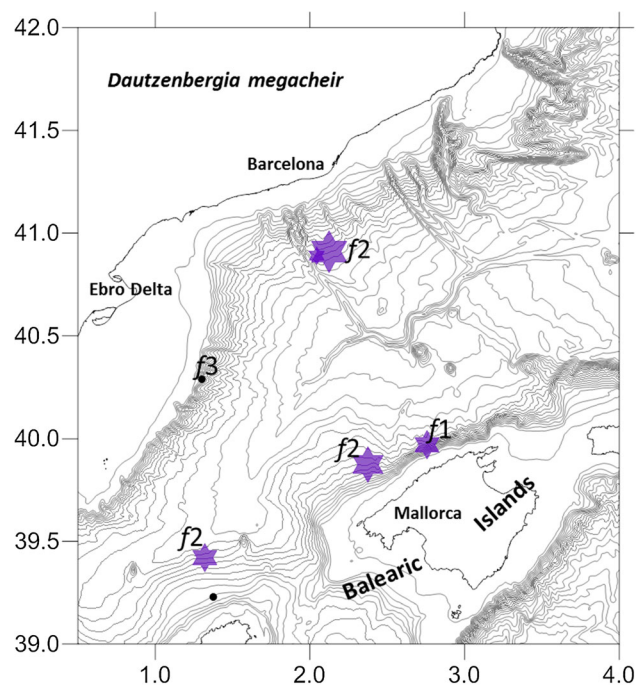 42.0
Dautzenbergia megacheir
41.5
Barcelona
41.0
f2
Ebro Delta
40.5
f3
40.0
f1
f2
Mallorca
Islands
39.5
f2
Balearic
39.0
1.0 2.0 3.0 4.0